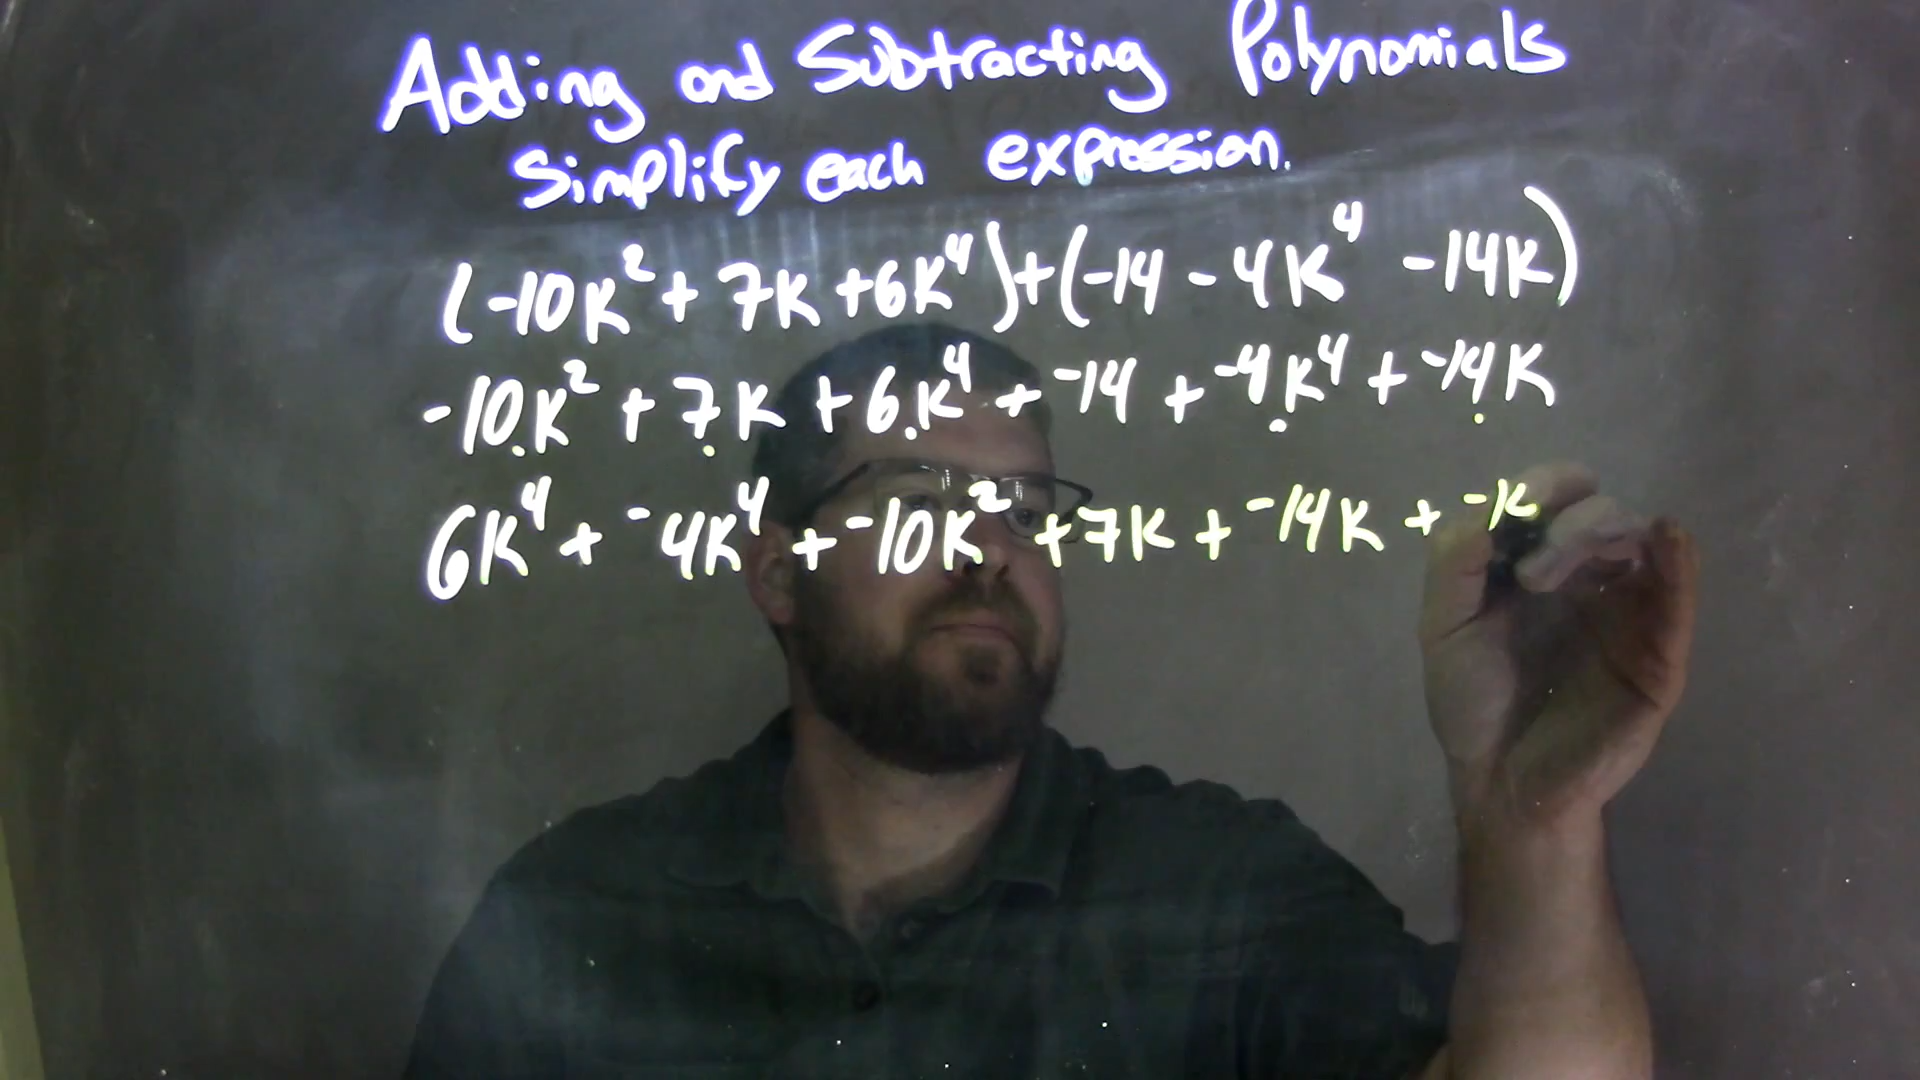 Adding and Subtracting Polynomials
Simplify each expression.
(-10k²+7k+6k⁴)+(-14-4k⁴-14k)
-10k²+7k+6k⁴+⁻14+⁻4k⁴+⁻14k
6k⁴+⁻4k⁴+⁻10k²+7k+⁻14k+